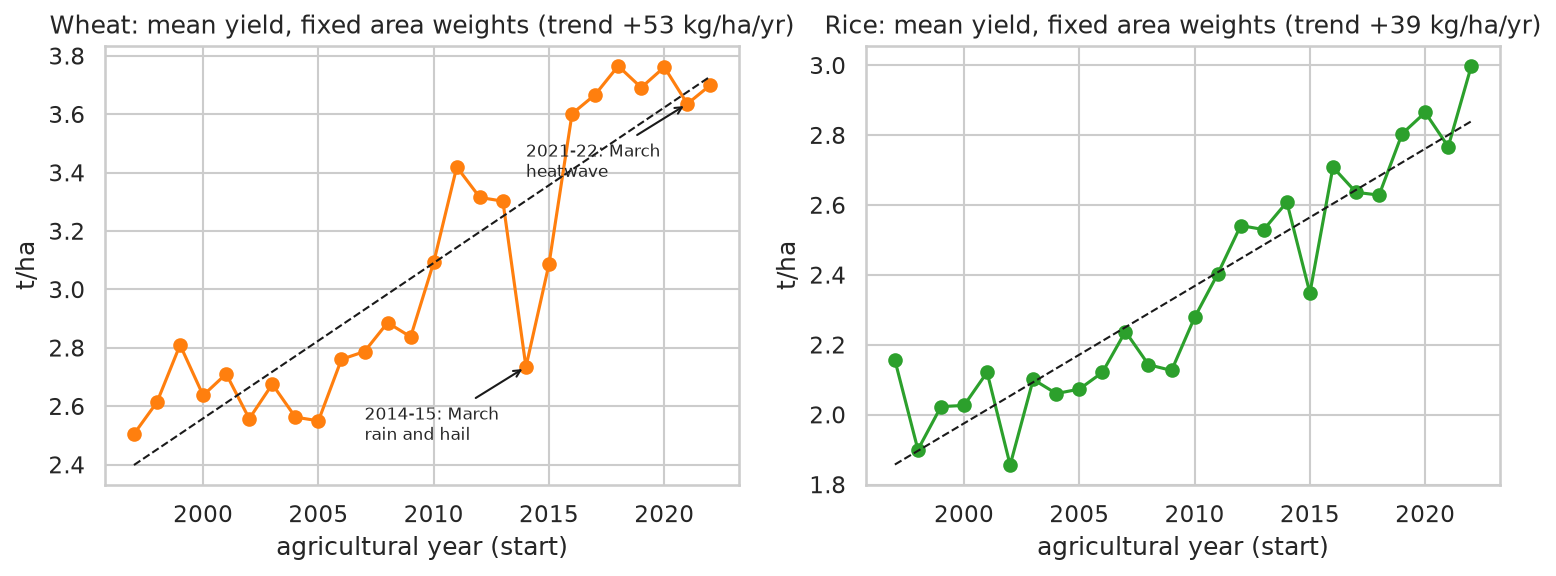 Wheat: mean yield, fixed area weights (trend +53 kg/ha/yr)
3.8
3.6
3.4
3.2
3.0
2.8
2.6
2.4
t/ha
2021-22: March
heatwave
2014-15: March
rain and hail
2000
2005
2010
2015
2020
agricultural year (start)
Rice: mean yield, fixed area weights (trend +39 kg/ha/yr)
3.0
2.8
2.6
2.4
2.2
2.0
1.8
t/ha
2000
2005
2010
2015
2020
agricultural year (start)